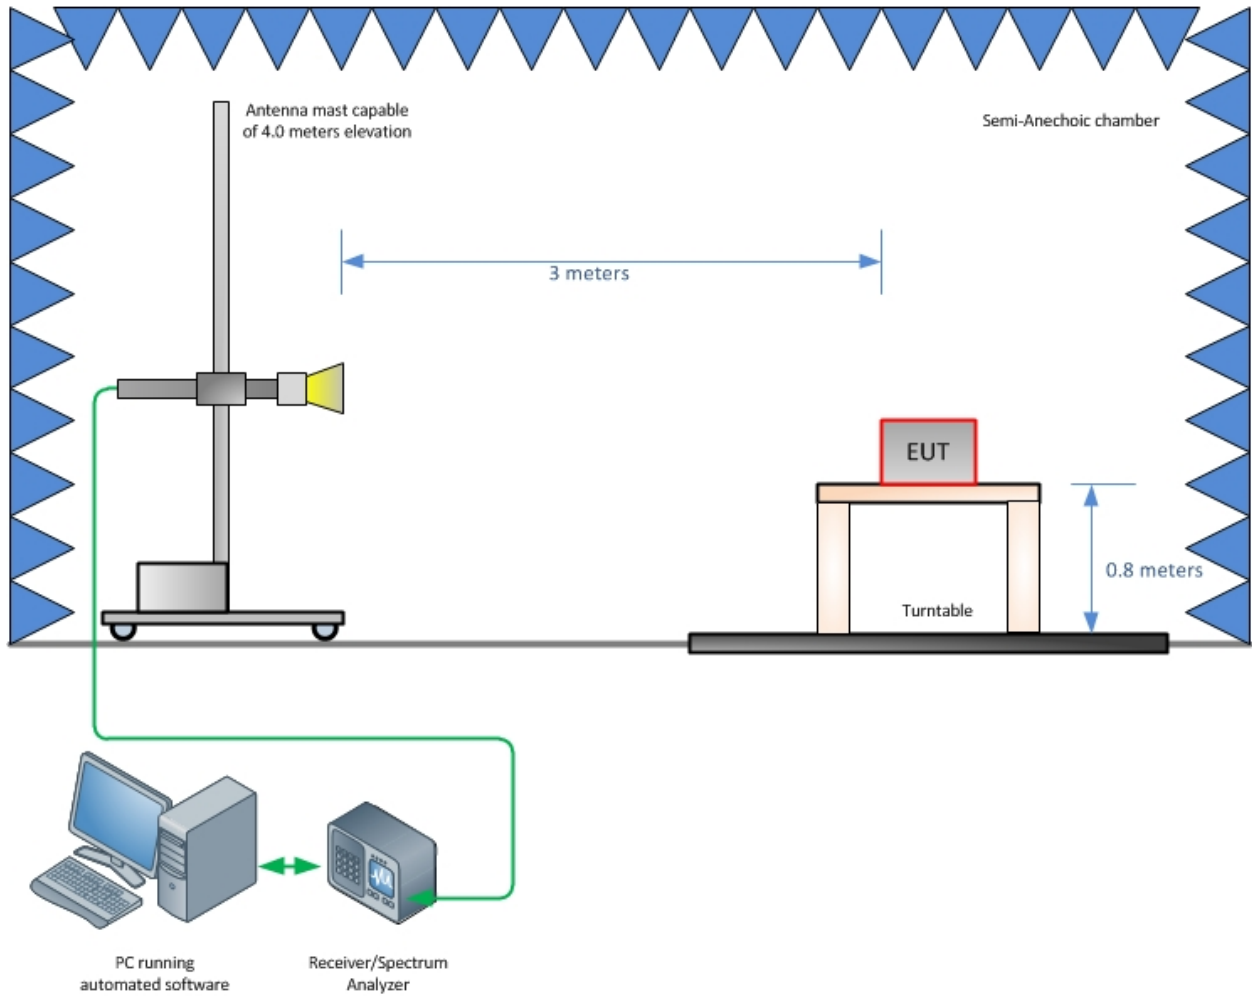 Antenna mast capable
of 4.0 meters elevation
Semi-Anechoic chamber
3 meters
EUT
0.8 meters
Turntable
PC running
automated software
Receiver/Spectrum
Analyzer